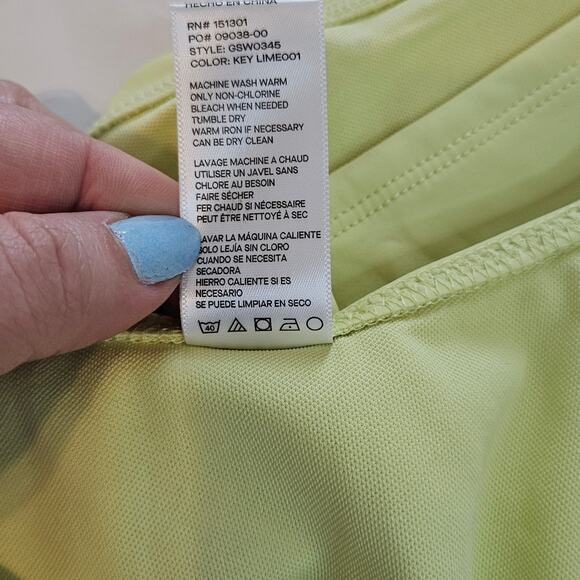 HECHO EN CHINA
RN# 151301
PO# 09038-00
STYLE: GSW0345
COLOR: KEY LIME001
MACHINE WASH WARM
ONLY NON-CHLORINE
BLEACH WHEN NEEDED
TUMBLE DRY
WARM IRON IF NECESSARY
CAN BE DRY CLEAN
LAVAGE MACHINE A CHAUD
UTILISER UN JAVEL SANS
CHLORE AU BESOIN
FAIRE SÉCHER
FER CHAUD SI NÉCESSAIRE
PEUT ÊTRE NETTOYÉ À SEC
LAVAR LA MÁQUINA CALIENTE
SOLO LEJÍA SIN CLORO
CUANDO SE NECESITA
SECADORA
HIERRO CALIENTE SI ES
NECESARIO
SE PUEDE LIMPIAR EN SECO
40